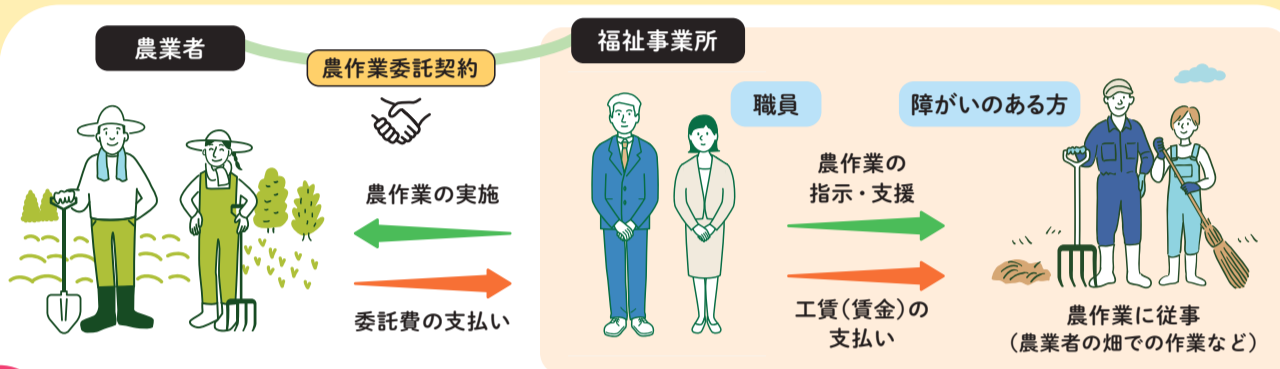 農業者
農作業委託契約
福祉事業所
職員
障がいのある方
農作業の実施
委託費の支払い
農作業の
指示・支援
工賃(賃金)の
支払い
農作業に従事
(農業者の畑での作業など)